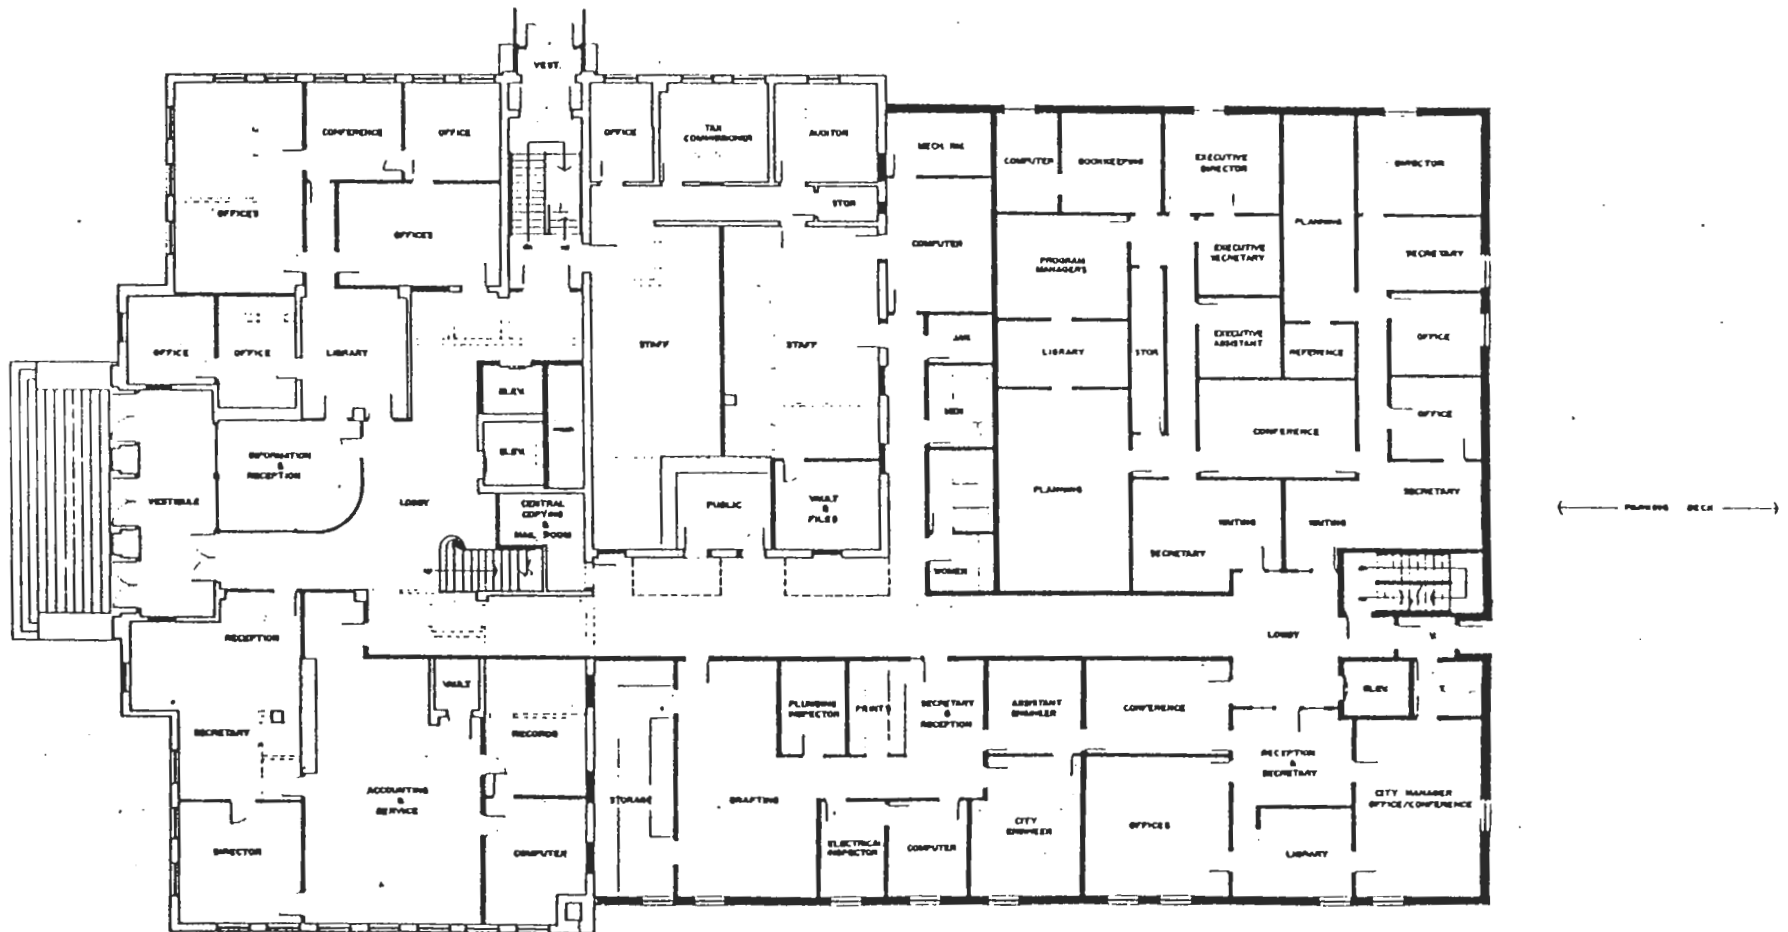 VEST.
CONFERENCE
OFFICE
OFFICE
TAX
COMMISSIONER
AUDITOR
MECH. RM.
COMPUTER
BOOKKEEPING
EXECUTIVE
DIRECTOR
DIRECTOR
OFFICES
OFFICES
STOR
PLANNING
COMPUTER
PROGRAM
MANAGERS
EXECUTIVE
SECRETARY
SECRETARY
OFFICE
OFFICE
LIBRARY
STAFF
STAFF
LIBRARY
STOR
EXECUTIVE
ASSISTANT
REFERENCE
OFFICE
ELEV.
MEN
OFFICE
ELEV.
CONFERENCE
INFORMATION
&
RECEPTION
VESTIBULE
LOBBY
CENTRAL
COPYING
&
MAIL ROOM
PUBLIC
VAULT
&
FILES
PLANNING
SECRETARY
WAITING
WAITING
PARKING DECK
SECRETARY
WOMEN
RECEPTION
LOBBY
V.
VAULT
ELEV.
T.
SECRETARY
RECORDS
PLUMBING
INSPECTOR
PRINTS
SECRETARY
&
RECEPTION
ASSISTANT
ENGINEER
CONFERENCE
RECEPTION
&
SECRETARY
ACCOUNTING
&
SERVICE
STORAGE
DRAFTING
CITY
ENGINEER
OFFICES
CITY MANAGER
OFFICE/CONFERENCE
DIRECTOR
COMPUTER
ELECTRICAL
INSPECTOR
COMPUTER
LIBRARY